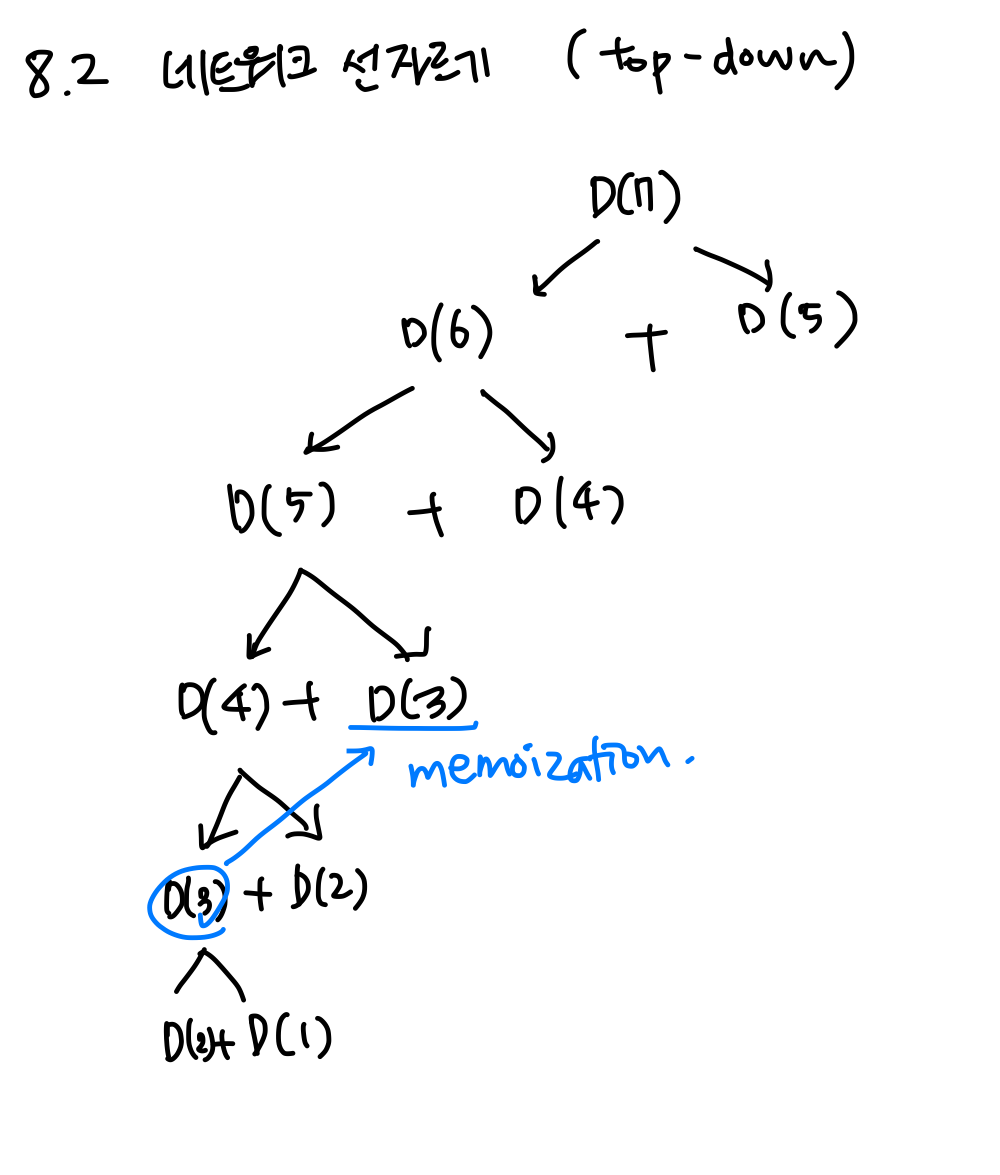 8.2 네트워크 선자르기 (top-down)
D(7)
D(6) + D(5)
D(5) + D(4)
D(4) + D(3)
memoization.
D(3) + D(2)
D(2) + D(1)